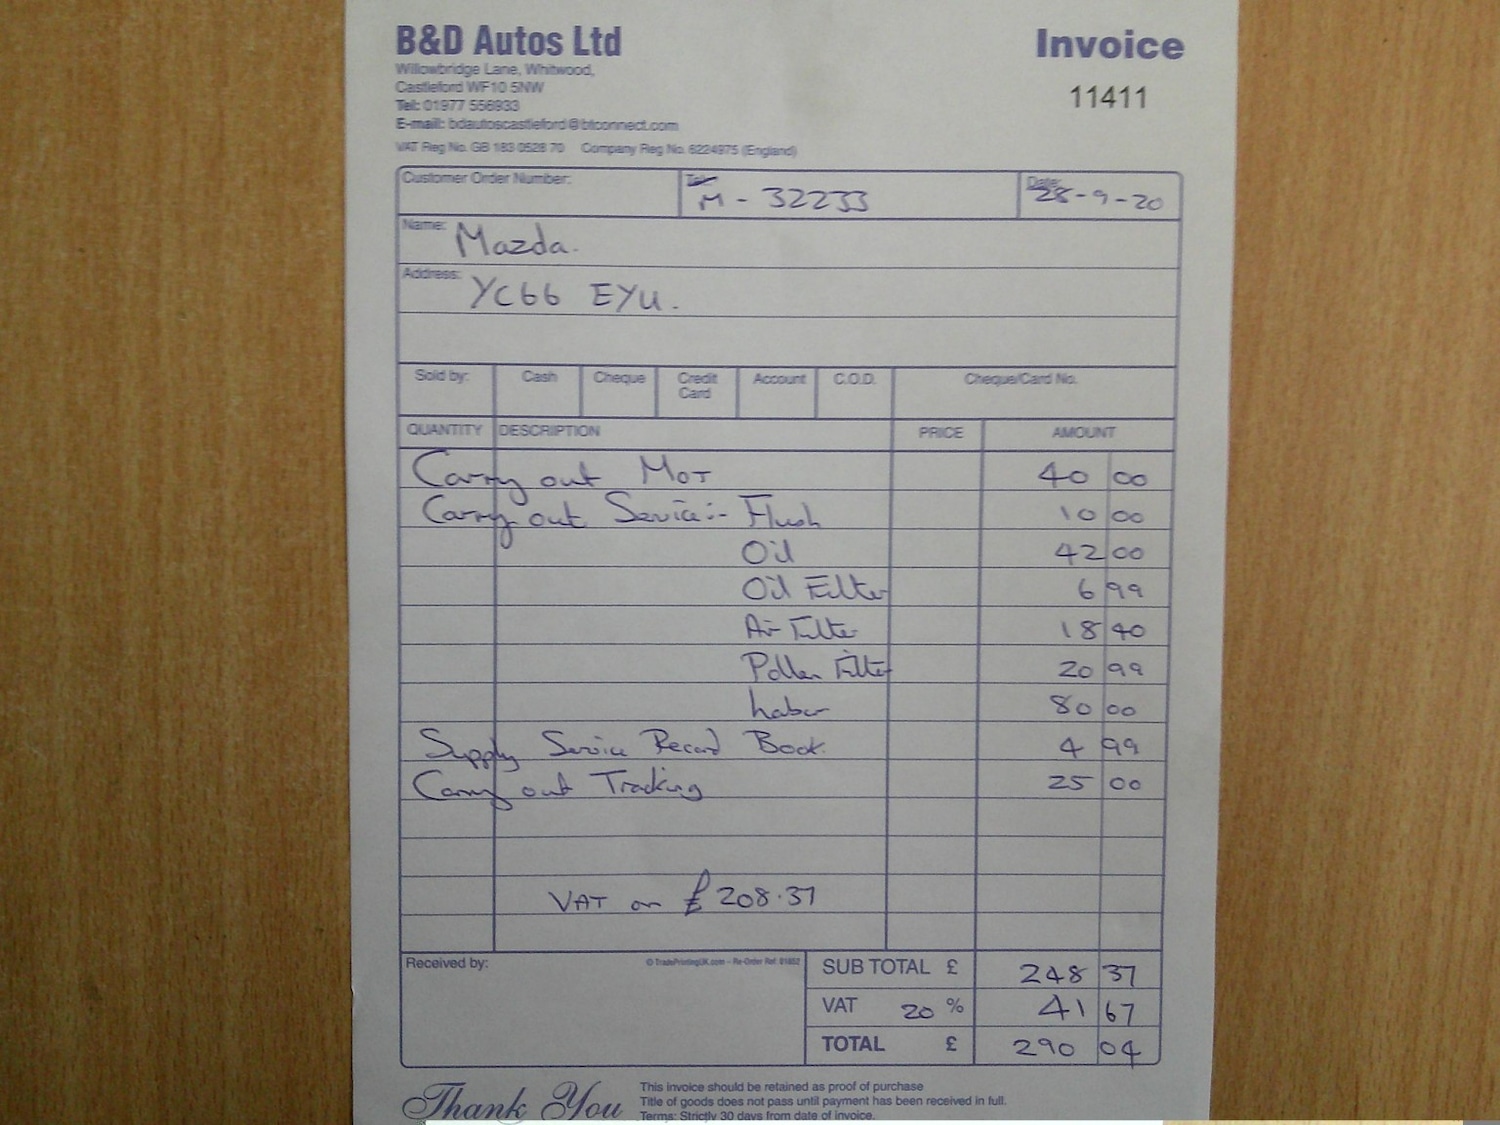 B&D Autos Ltd
Invoice
Willowbridge Lane, Whitwood,
Castleford WF10 5NW
11411
Tel: 01977 556933
E-mail: bdautoscastleford@btconnect.com
VAT Reg No. GB 183 0528 70 Company Reg No. 6224975 (England)
Customer Order Number: Tel: M - 32233 Date: 28-9-20
Name: Mazda.
Address: YC66 EYU.
Sold by: Cash Cheque Credit Card Account C.O.D. Cheque/Card No.
QUANTITY DESCRIPTION PRICE AMOUNT
Carry out MOT 40 00
Carry out Service:- Flush 10 00
Oil 42 00
Oil Filter 6 99
Air Filter 18 40
Pollen Filter 20 99
Labor 80 00
Supply Service Record Book. 4 99
Carry out Tracking 25 00
VAT on £208.37
Received by: © TradePrintingUK.com - Re-Order Ref: 01852
SUB TOTAL £ 248 37
VAT 20 % 41 67
TOTAL £ 290 04
Thank You
This invoice should be retained as proof of purchase
Title of goods does not pass until payment has been received in full.
Terms: Strictly 30 days from date of invoice.